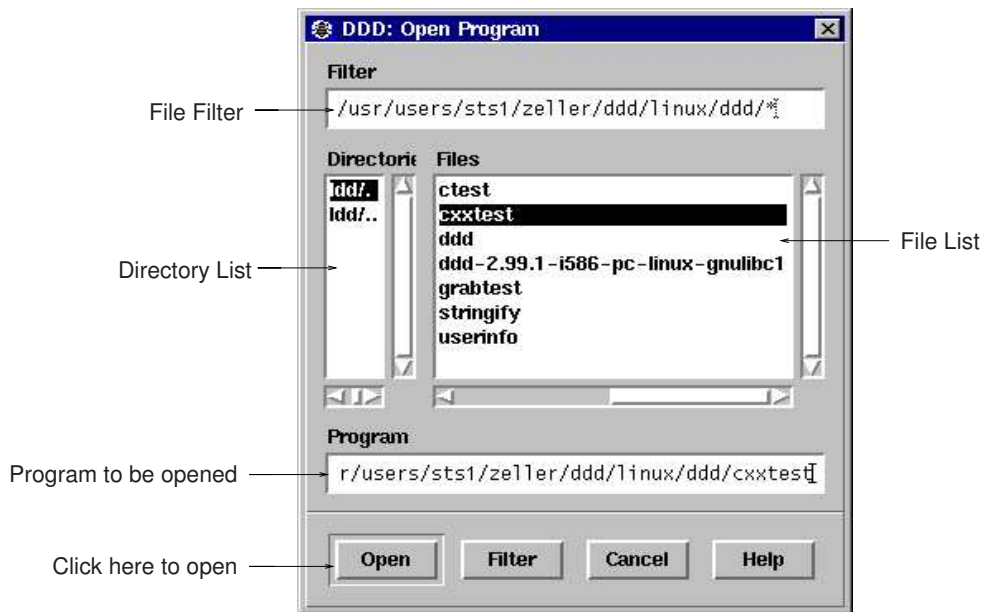 DDD: Open Program
Filter
File Filter
/usr/users/sts1/zeller/ddd/linux/ddd/*
Directorie
Files
ddd/.
ddd/..
ctest
cxxtest
ddd
ddd-2.99.1-i586-pc-linux-gnulibc1
grabtest
stringify
userinfo
File List
Directory List
Program
Program to be opened
r/users/sts1/zeller/ddd/linux/ddd/cxxtest
Click here to open
Open
Filter
Cancel
Help